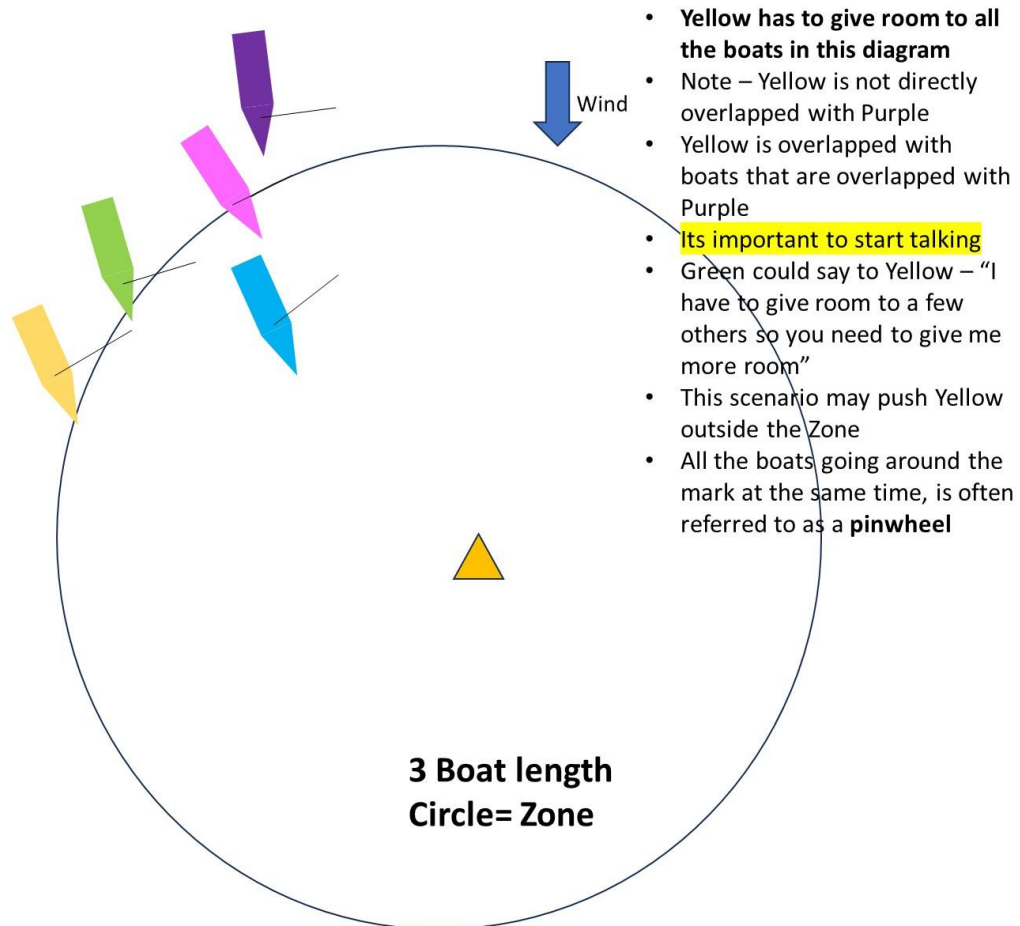 • Yellow has to give room to all
the boats in this diagram
• Note – Yellow is not directly
overlapped with Purple
• Yellow is overlapped with
boats that are overlapped with
Purple
• Its important to start talking
• Green could say to Yellow – “I
have to give room to a few
others so you need to give me
more room”
• This scenario may push Yellow
outside the Zone
• All the boats going around the
mark at the same time, is often
referred to as a pinwheel
Wind
3 Boat length
Circle= Zone